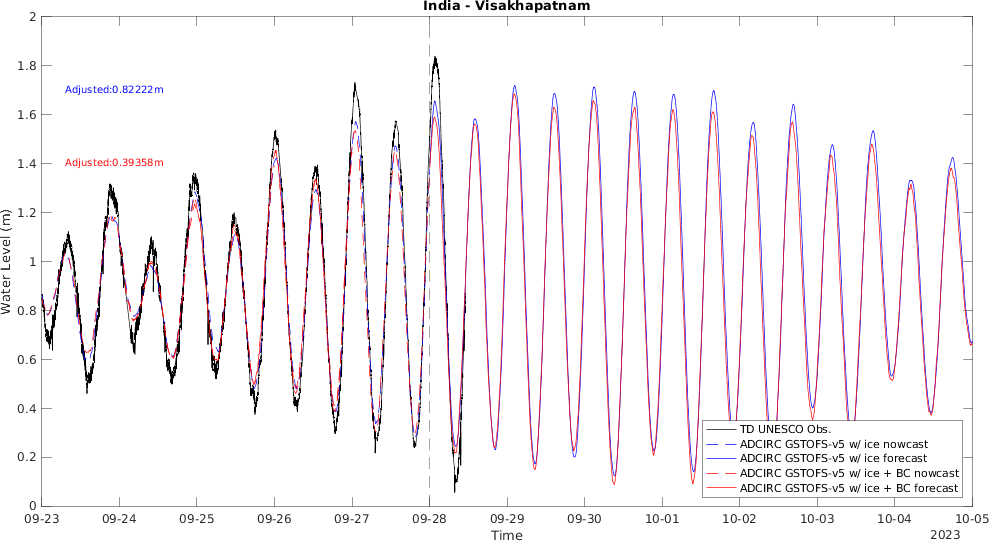 India - Visakhapatnam
2
1.8
1.6
1.4
1.2
1
0.8
0.6
0.4
0.2
0
Water Level (m)
Adjusted:0.82222m
Adjusted:0.39358m
TD UNESCO Obs.
ADCIRC GSTOFS-v5 w/ ice nowcast
ADCIRC GSTOFS-v5 w/ ice forecast
ADCIRC GSTOFS-v5 w/ ice + BC nowcast
ADCIRC GSTOFS-v5 w/ ice + BC forecast
09-23 09-24 09-25 09-26 09-27 09-28 09-29 09-30 10-01 10-02 10-03 10-04 10-05
Time
2023